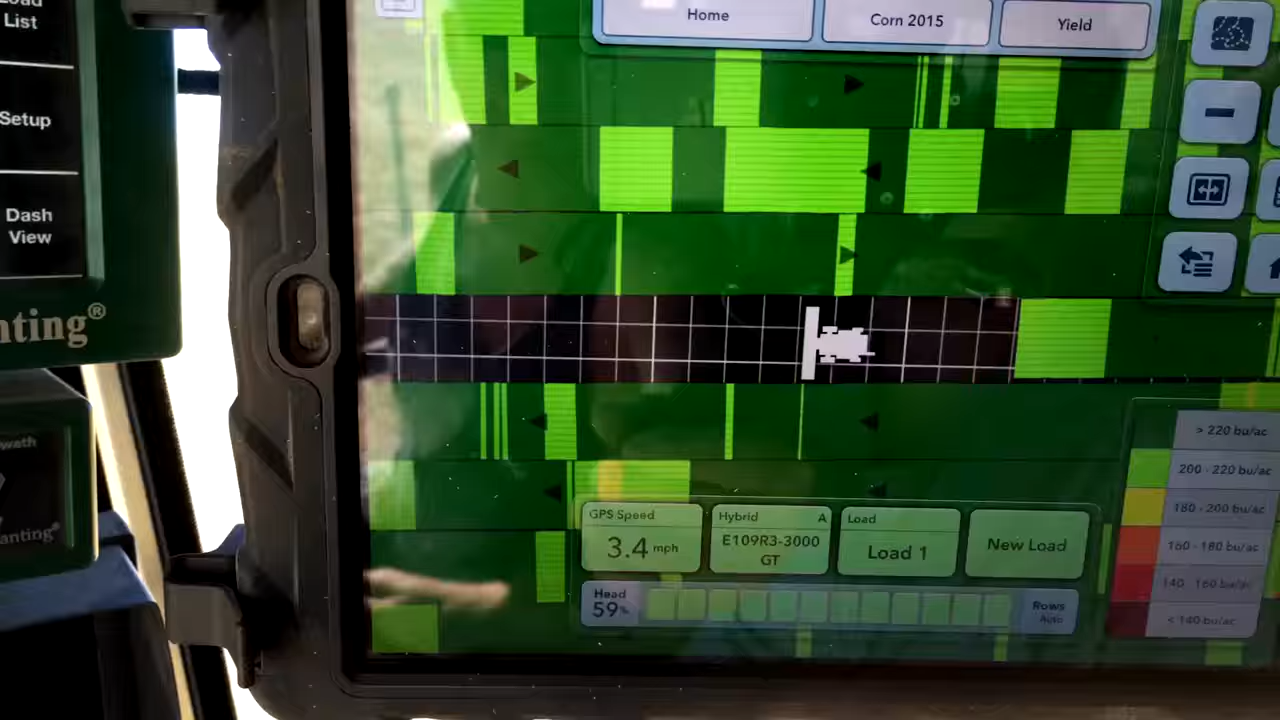 Load
List
Setup
Dash
View
nting®
wath
anting®
Home
Corn 2015
Yield
> 220 bu/ac
200 - 220 bu/ac
180 - 200 bu/ac
160 - 180 bu/ac
140 - 160 bu/ac
< 140 bu/ac
GPS Speed
3.4 mph
Hybrid A
E109R3-3000
GT
Load
Load 1
New Load
Head
59%
Rows
Auto